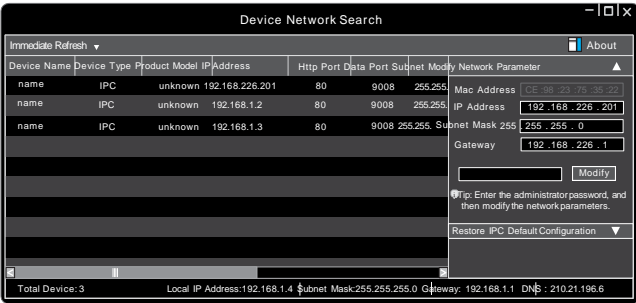 Device Network Search
Immediate Refresh
About
Device Name Device Type Product Model IP Address Http Port Data Port Subnet Modify Network Parameter
name IPC unknown 192.168.226.201 80 9008 255.255.
name IPC unknown 192.168.1.2 80 9008 255.255.
name IPC unknown 192.168.1.3 80 9008 255.255.
Mac Address CE :98 :23 :75 :35 :22
IP Address 192 .168 .226 .201
Subnet Mask 255 255 . 255 . 0
Gateway 192 .168 .226 . 1
Modify
Tip: Enter the administrator password, and
then modify the network parameters.
Restore IPC Default Configuration
Total Device: 3 Local IP Address:192.168.1.4 Subnet Mask:255.255.255.0 Gateway: 192.168.1.1 DNS : 210.21.196.6